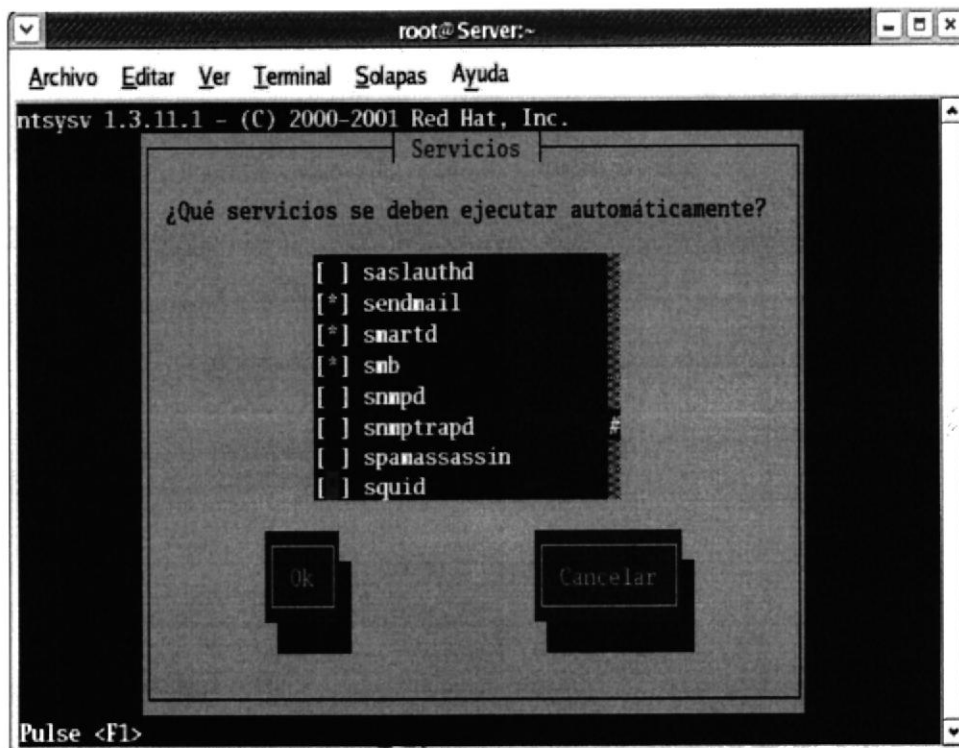 root@Server:~
Archivo Editar Ver Terminal Solapas Ayuda
ntsysv 1.3.11.1 - (C) 2000-2001 Red Hat, Inc.
Servicios
¿Qué servicios se deben ejecutar automáticamente?
[ ] saslauthd
[*] sendmail
[*] smartd
[*] smb
[ ] snmpd
[ ] snmptrapd #
[ ] spamassassin
[ ] squid
Ok Cancelar
Pulse <F1>